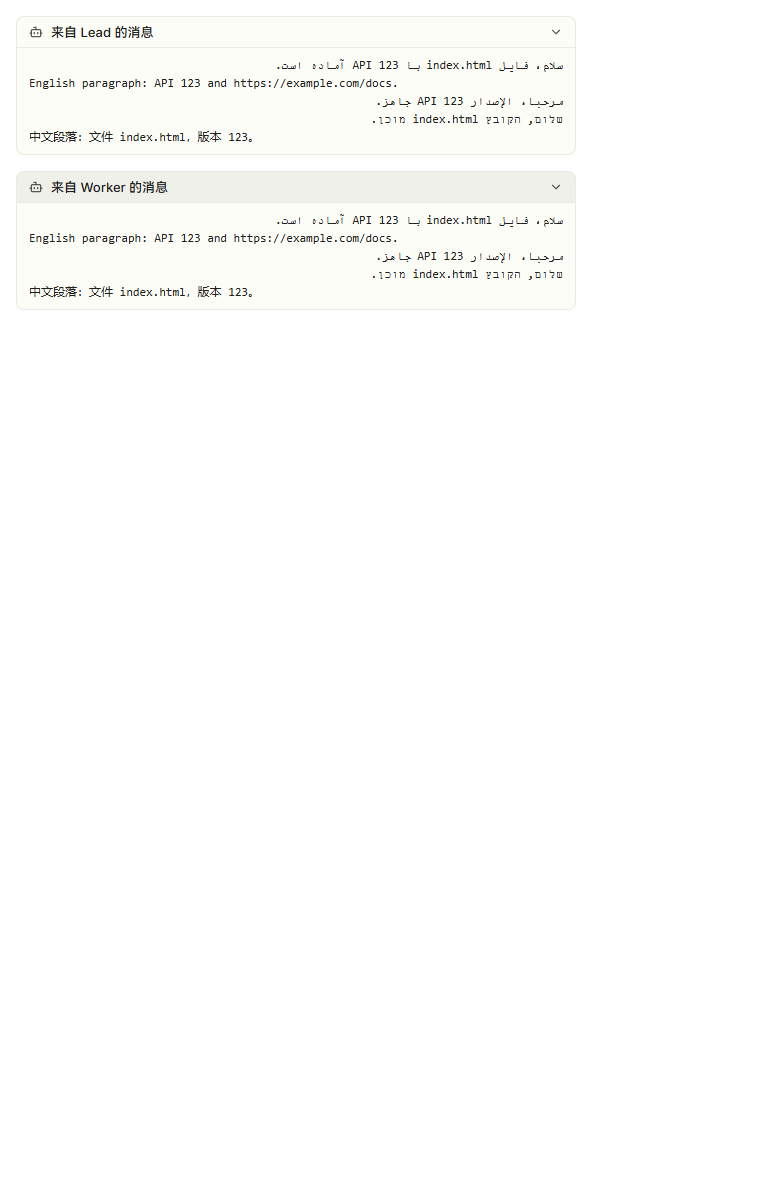 来自 Lead 的消息
سلام، فایل index.html با API 123 آماده است.
English paragraph: API 123 and https://example.com/docs.
مرحبا، الإصدار API 123 جاهز.
שלום, הקובץ index.html מוכן.
中文段落: 文件 index.html, 版本 123。
来自 Worker 的消息
سلام، فایل index.html با API 123 آماده است.
English paragraph: API 123 and https://example.com/docs.
مرحبا، الإصدار API 123 جاهز.
שלום, הקובץ index.html מוכן.
中文段落: 文件 index.html, 版本 123。